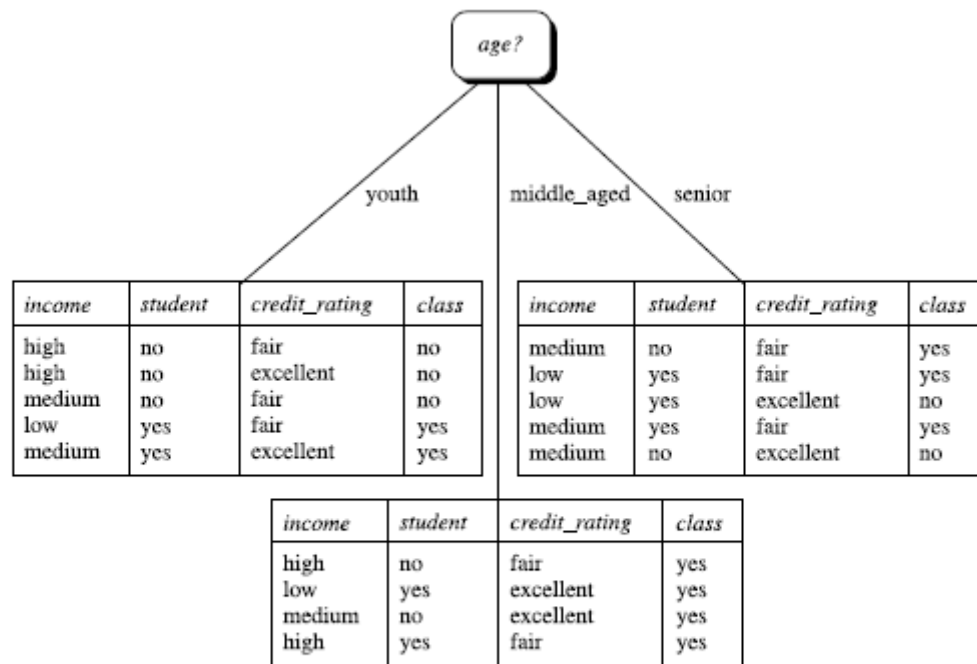 age?
youth
middle_aged
senior
income student credit_rating class
high no fair no
high no excellent no
medium no fair no
low yes fair yes
medium yes excellent yes
income student credit_rating class
medium no fair yes
low yes fair yes
low yes excellent no
medium yes fair yes
medium no excellent no
income student credit_rating class
high no fair yes
low yes excellent yes
medium no excellent yes
high yes fair yes